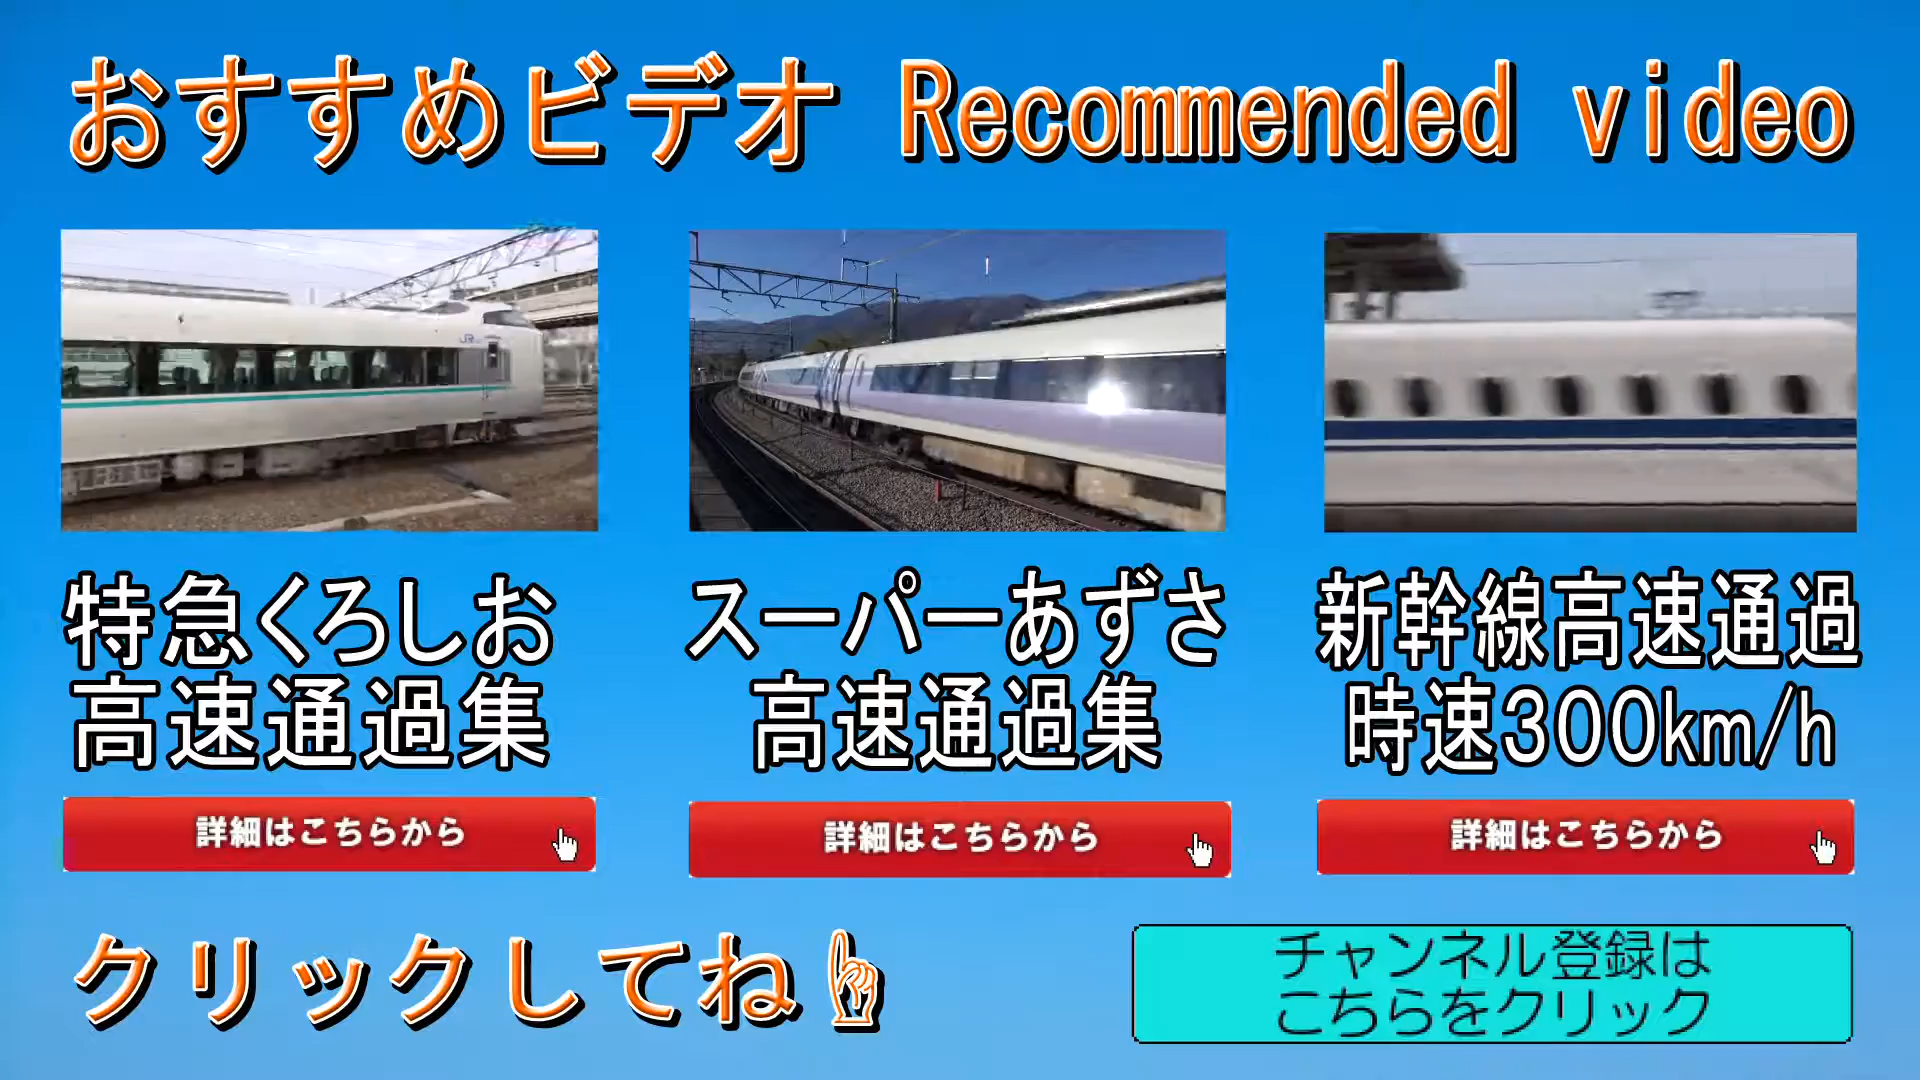 おすすめビデオ Recommended video
JR
特急くろしお
高速通過集
スーパーあずさ
高速通過集
新幹線高速通過
時速300km/h
詳細はこちらから
詳細はこちらから
詳細はこちらから
クリックしてね
チャンネル登録は
こちらをクリック